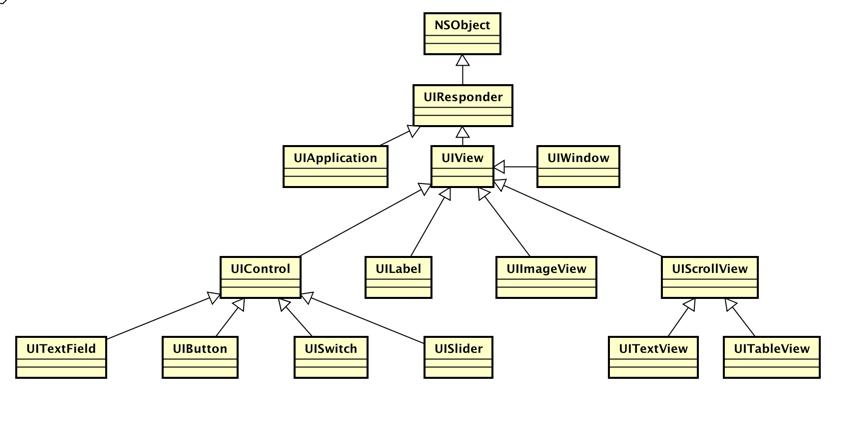 NSObject
UIResponder
UIApplication
UIView
UIWindow
UIControl
UILabel
UIImageView
UIScrollView
UITextField
UIButton
UISwitch
UISlider
UITextView
UITableView